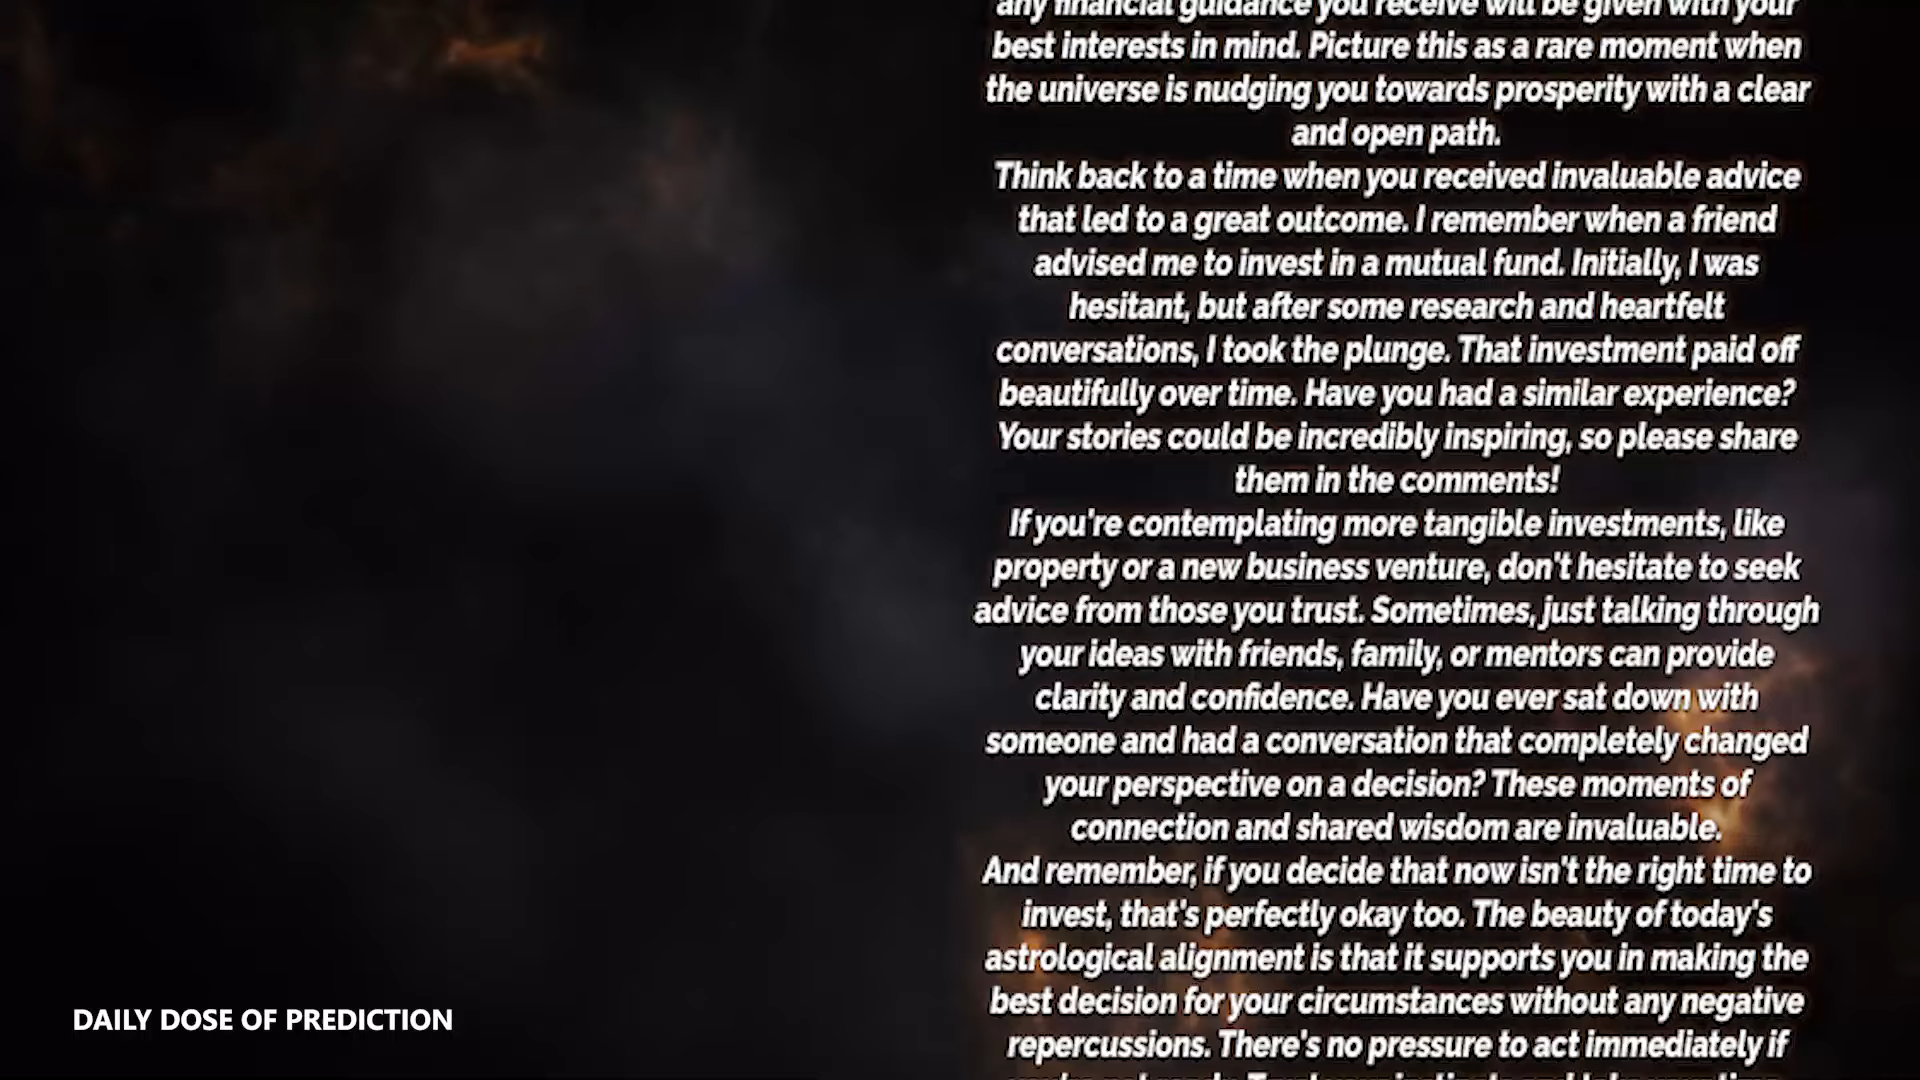 any financial guidance you receive will be given with your
best interests in mind. Picture this as a rare moment when
the universe is nudging you towards prosperity with a clear
and open path.
Think back to a time when you received invaluable advice
that led to a great outcome. I remember when a friend
advised me to invest in a mutual fund. Initially, I was
hesitant, but after some research and heartfelt
conversations, I took the plunge. That investment paid off
beautifully over time. Have you had a similar experience?
Your stories could be incredibly inspiring, so please share
them in the comments!
If you're contemplating more tangible investments, like
property or a new business venture, don't hesitate to seek
advice from those you trust. Sometimes, just talking through
your ideas with friends, family, or mentors can provide
clarity and confidence. Have you ever sat down with
someone and had a conversation that completely changed
your perspective on a decision? These moments of
connection and shared wisdom are invaluable.
And remember, if you decide that now isn't the right time to
invest, that's perfectly okay too. The beauty of today's
astrological alignment is that it supports you in making the
best decision for your circumstances without any negative
repercussions. There's no pressure to act immediately if
DAILY DOSE OF PREDICTION